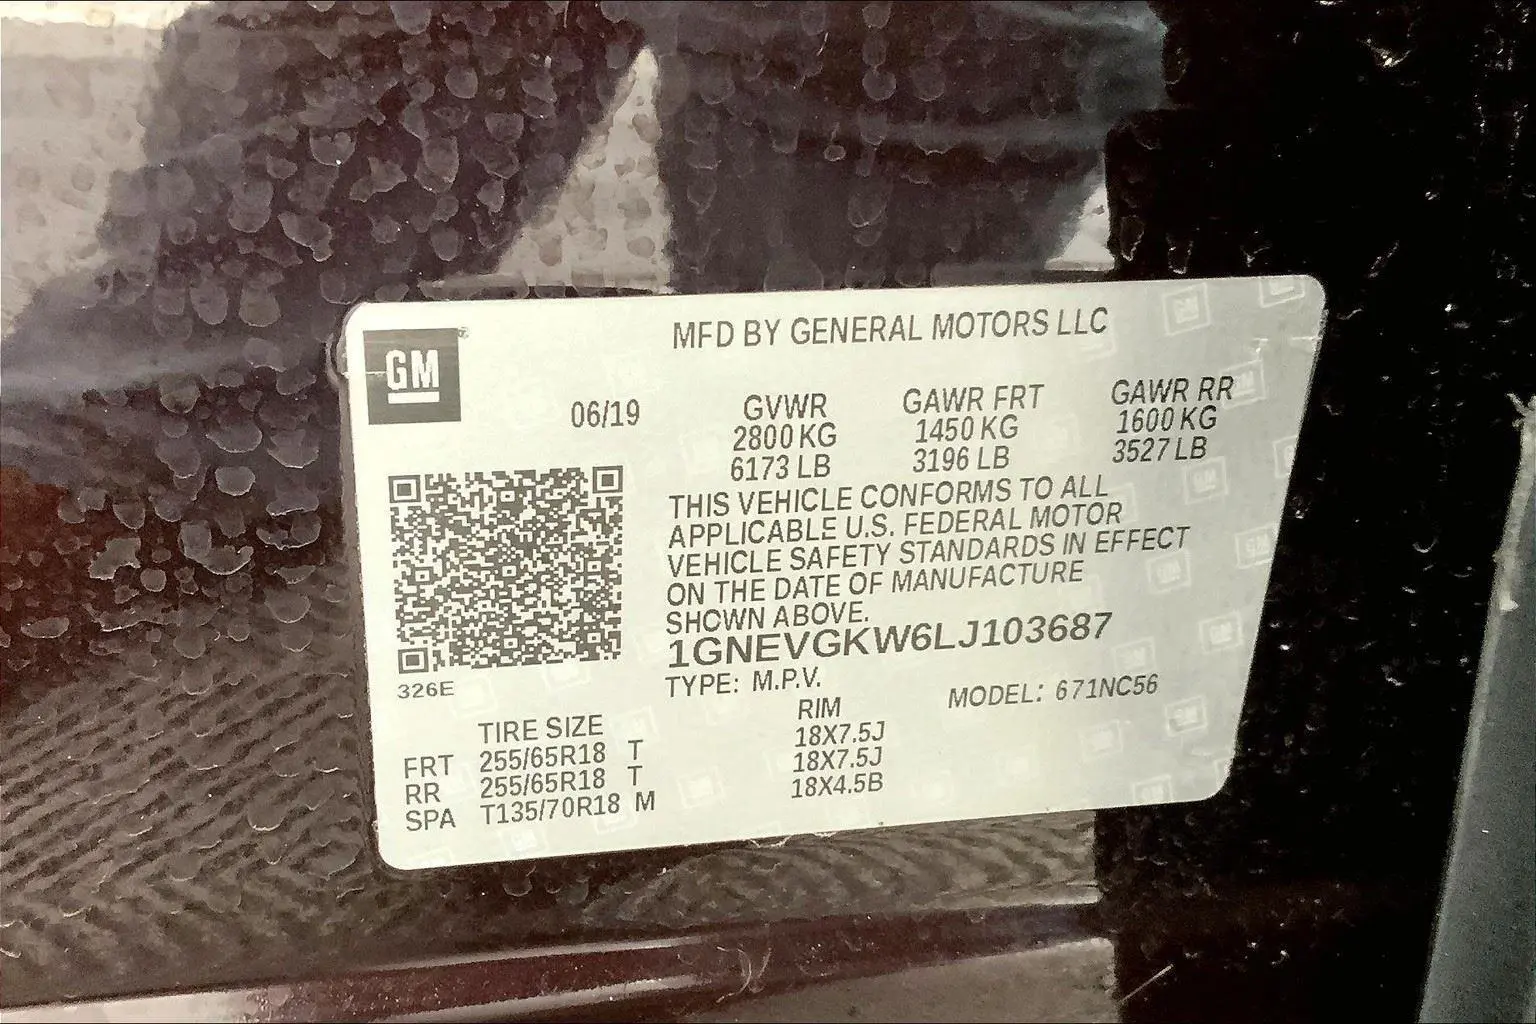 GM
MFD BY GENERAL MOTORS LLC
06/19
GVWR GAWR FRT GAWR RR
2800 KG 1450 KG 1600 KG
6173 LB 3196 LB 3527 LB
THIS VEHICLE CONFORMS TO ALL
APPLICABLE U.S. FEDERAL MOTOR
VEHICLE SAFETY STANDARDS IN EFFECT
ON THE DATE OF MANUFACTURE
SHOWN ABOVE.
1GNEVGKW6LJ103687
326E
TYPE: M.P.V. MODEL: 671NC56
TIRE SIZE RIM
FRT 255/65R18 T 18X7.5J
RR 255/65R18 T 18X7.5J
SPA T135/70R18 M 18X4.5B